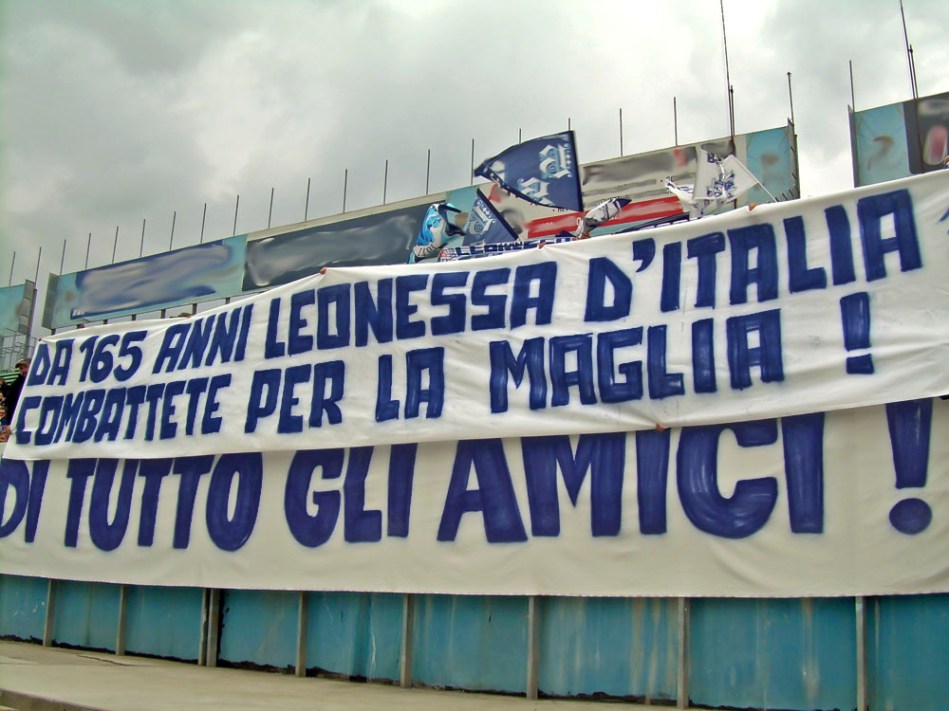 DA 165 ANNI LEONESSA D'ITALIA
COMBATTETE PER LA MAGLIA !
DI TUTTO GLI AMICI !